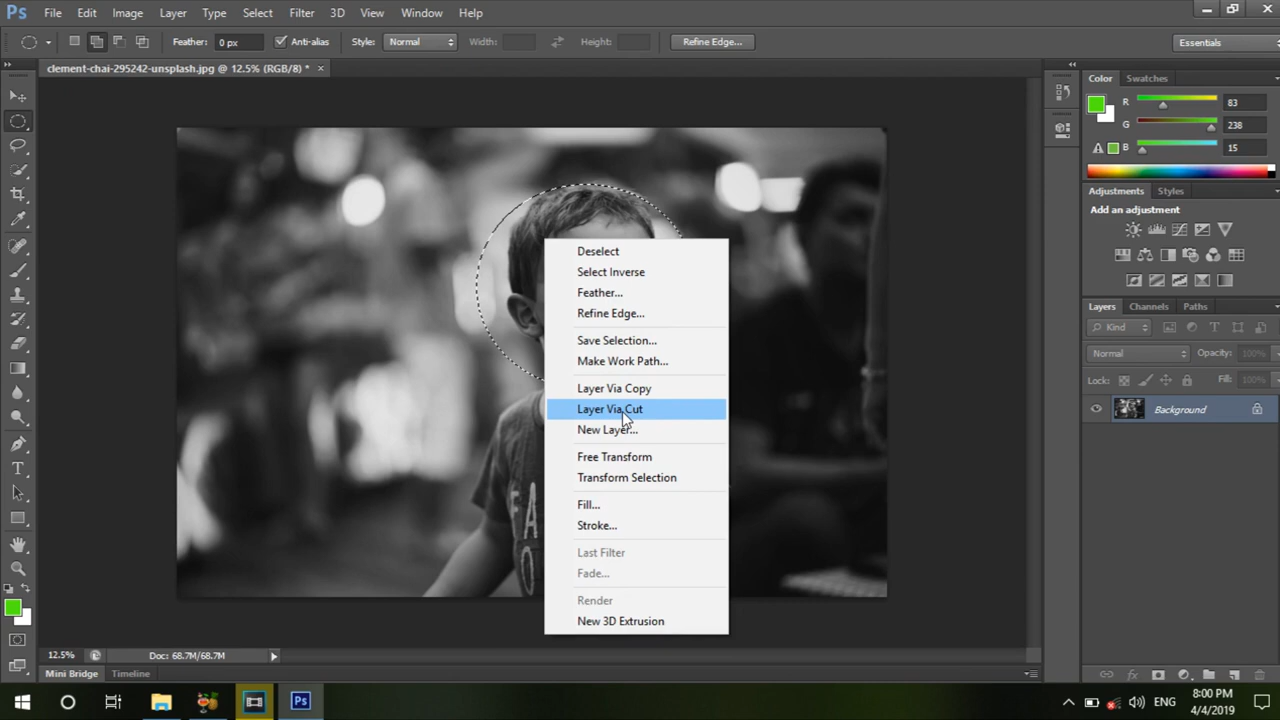 Ps File Edit Image Layer Type Select Filter 3D View Window Help
Feather: 0 px Anti-alias Style: Normal Width: Height: Refine Edge... Essentials
clement-chai-295242-unsplash.jpg @ 12.5% (RGB/8) * ×
Color Swatches
R 83
G 238
B 15
Adjustments Styles
Add an adjustment
Layers Channels Paths
Kind
Normal Opacity: 100%
Lock: Fill: 100%
Background
Deselect
Select Inverse
Feather...
Refine Edge...
Save Selection...
Make Work Path...
Layer Via Copy
Layer Via Cut
New Layer...
Free Transform
Transform Selection
Fill...
Stroke...
Last Filter
Fade...
Render
New 3D Extrusion
FA
O
12.5% Doc: 68.7M/68.7M
Mini Bridge Timeline
Ps ENG 8:00 PM
4/4/2019